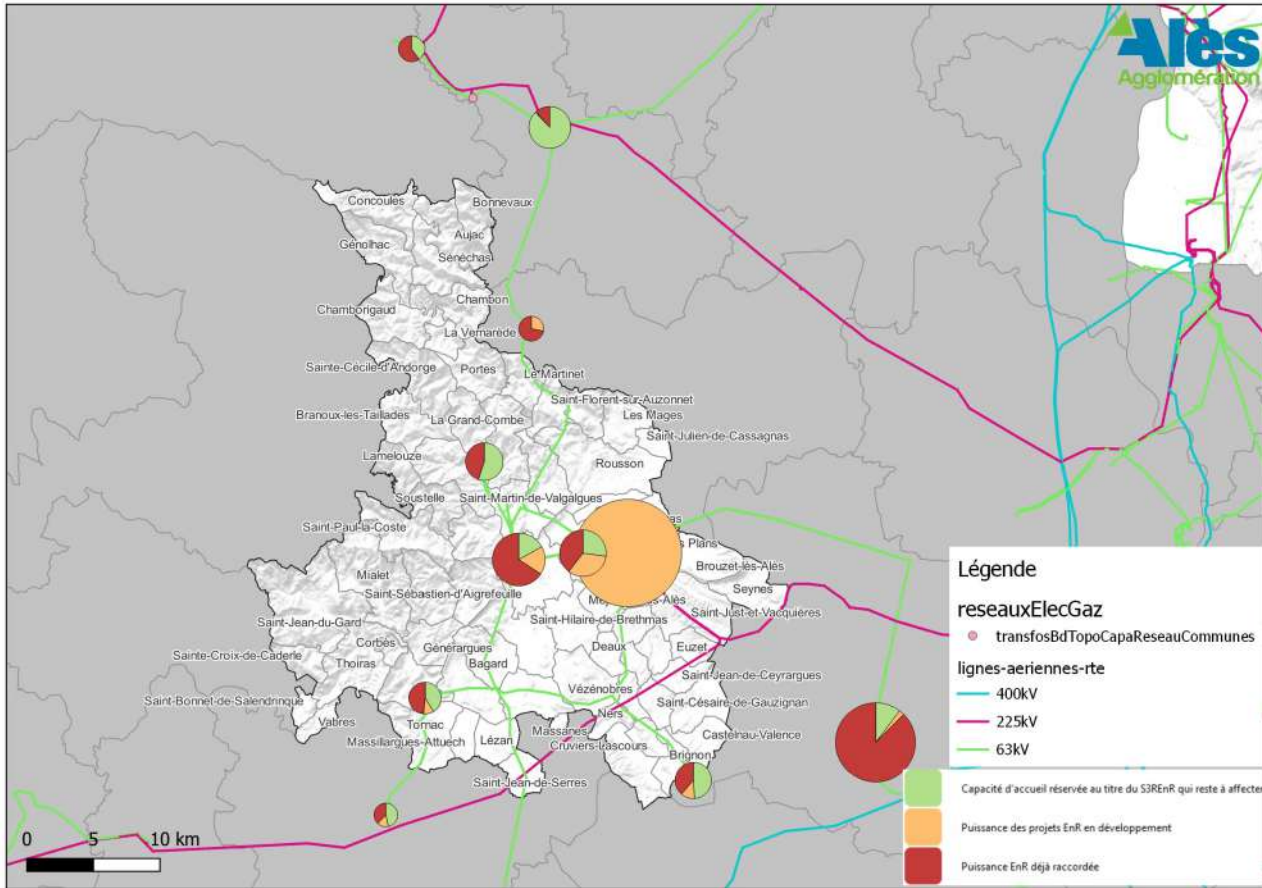 Alès
Agglomération
Concoules
Bonnevaux
Aujac
Génolhac
Sénéchas
Chambon
Chamborigaud
La Vernarède
Sainte-Cécile-d'Andorge
Portes
Le Martinet
Saint-Florent-sur-Auzonnet
Branoux-les-Taillades
La Grand-Combe
Les Mages
Saint-Julien-de-Cassagnas
Lamelouze
Rousson
Soustelle
Saint-Martin-de-Valgalgues
Saint-Paul-la-Coste
Plans
Brouzet-lès-Alès
Mialet
Seynes
Saint-Sébastien-d'Aigrefeuille
Saint-Just-et-Vacquières
Saint-Jean-du-Gard
Saint-Hilaire-de-Brethmas
Corbès
Générargues
Deaux
Euzet
Sainte-Croix-de-Caderle
Thoiras
Bagard
Saint-Jean-de-Ceyrargues
Saint-Bonnet-de-Salendrinque
Vézénobres
Saint-Césaire-de-Gauzignan
Vabres
Tornac
Ners
Massanes
Castelnau-Valence
Massillargues-Attuech
Lézan
Cruviers-Lascours
Brignon
Saint-Jean-de-Serres
0 5 10 km
Légende
reseauxElecGaz
transfosBdTopoCapaReseauCommunes
lignes-aeriennes-rte
400kV
225kV
63kV
Capacité d'accueil réservée au titre du S3REnR qui reste à affecter
Puissance des projets EnR en développement
Puissance EnR déjà raccordée